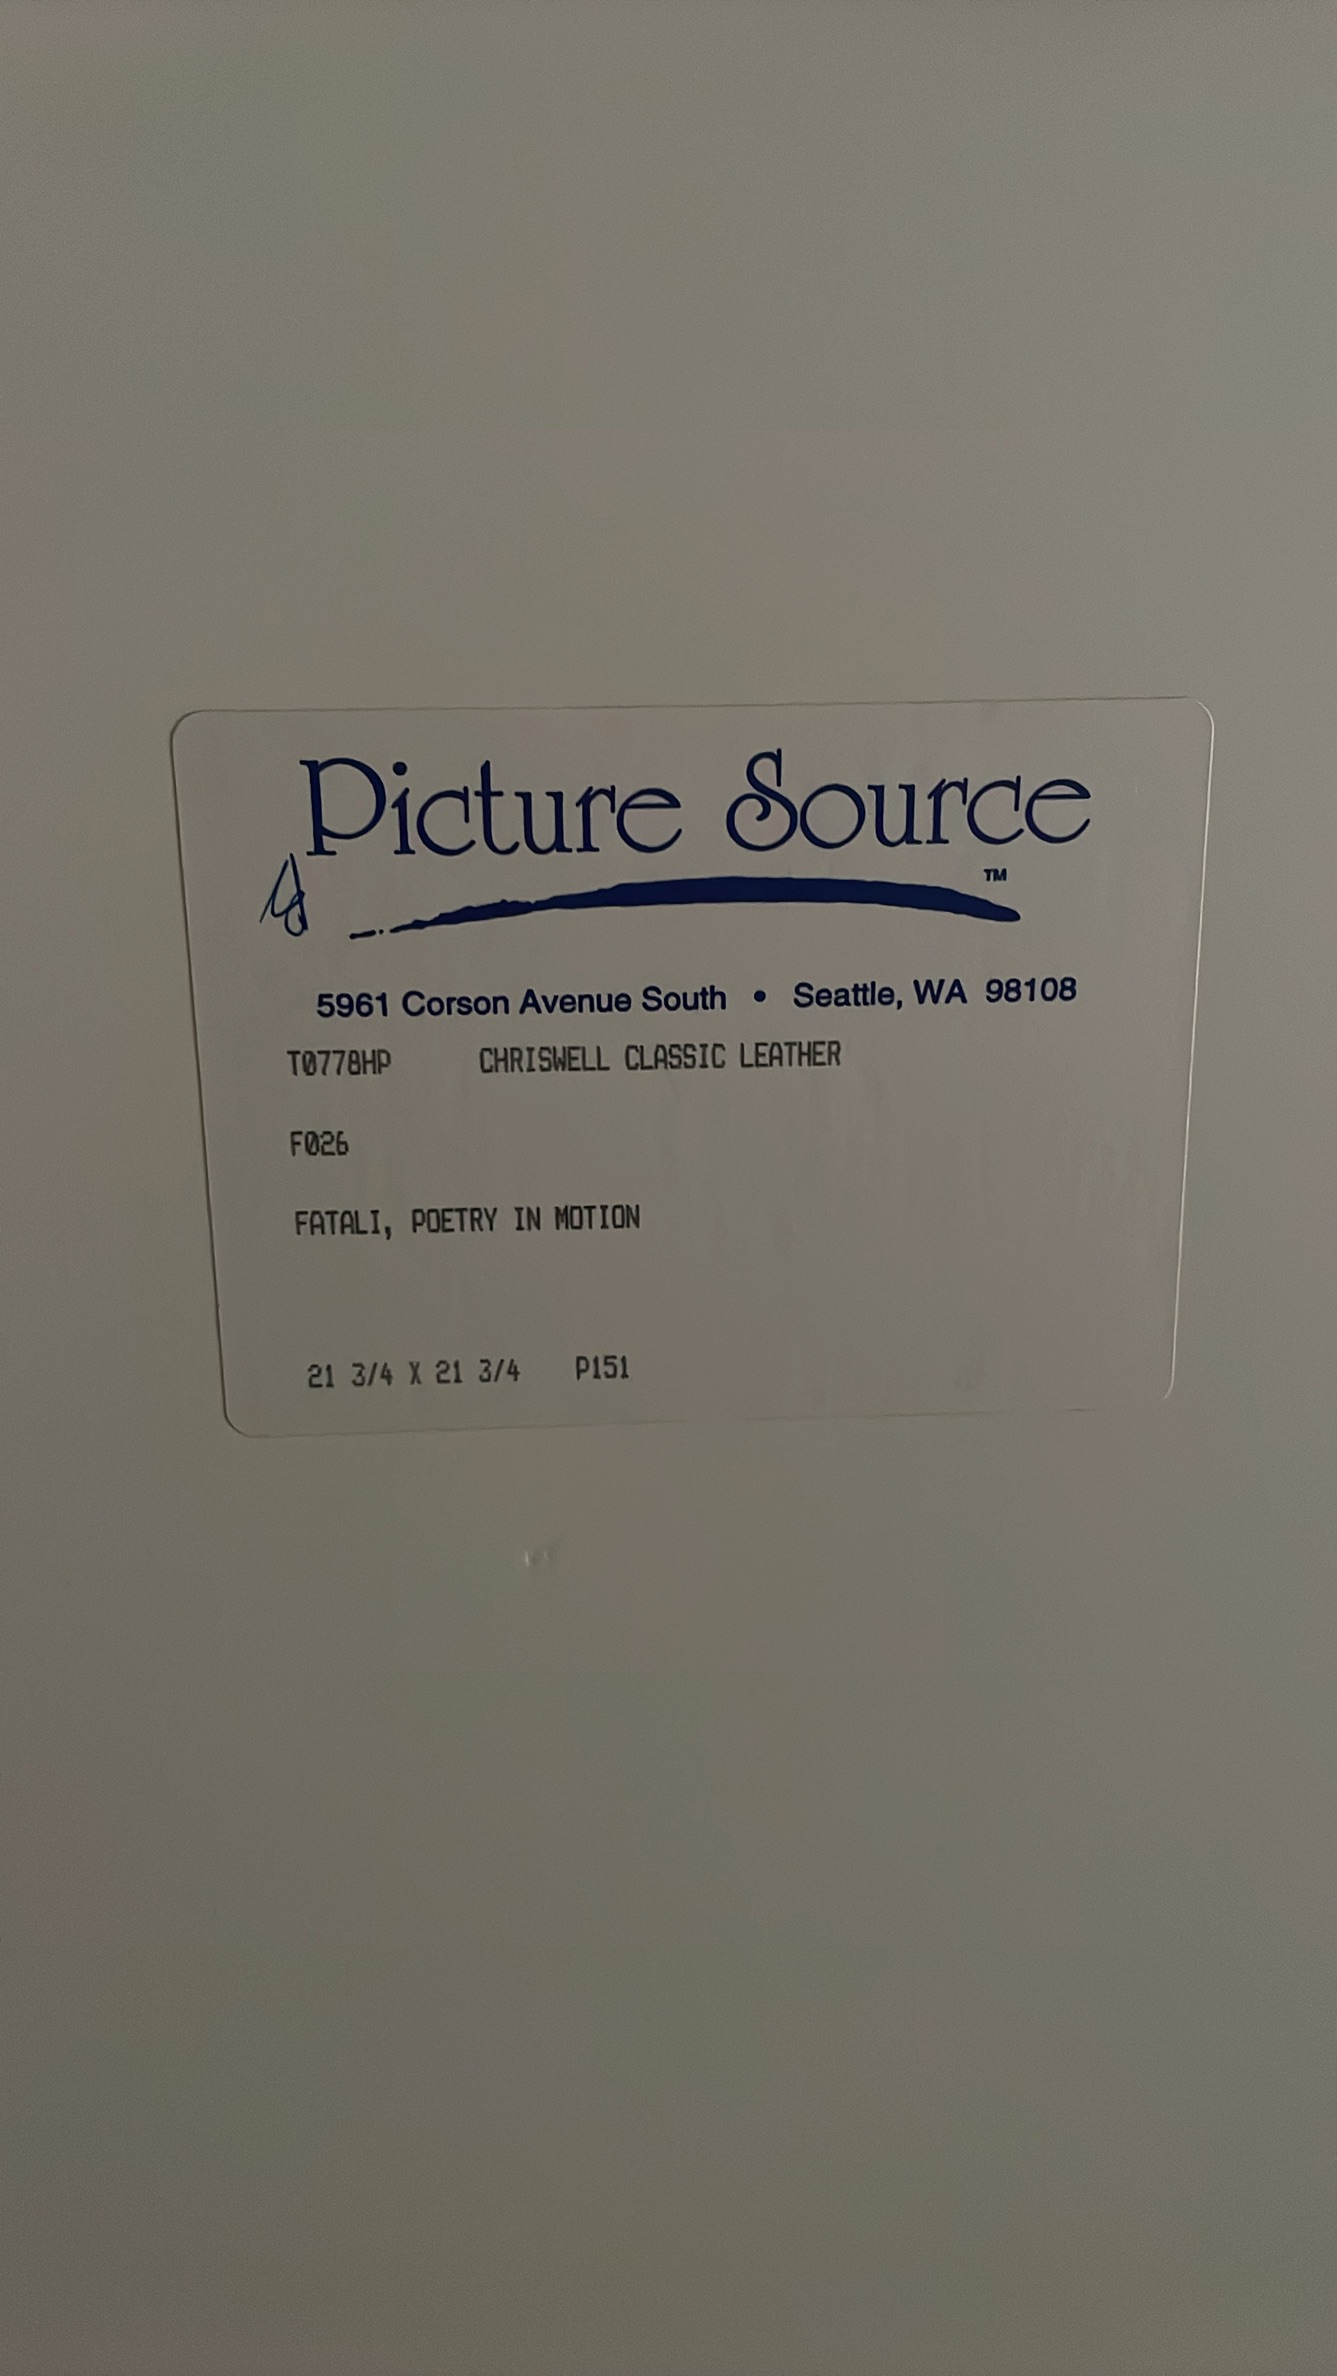 Picture Source
TM
5961 Corson Avenue South • Seattle, WA 98108
T0778HP CHRISWELL CLASSIC LEATHER
F026
FATALI, POETRY IN MOTION
21 3/4 X 21 3/4 P151